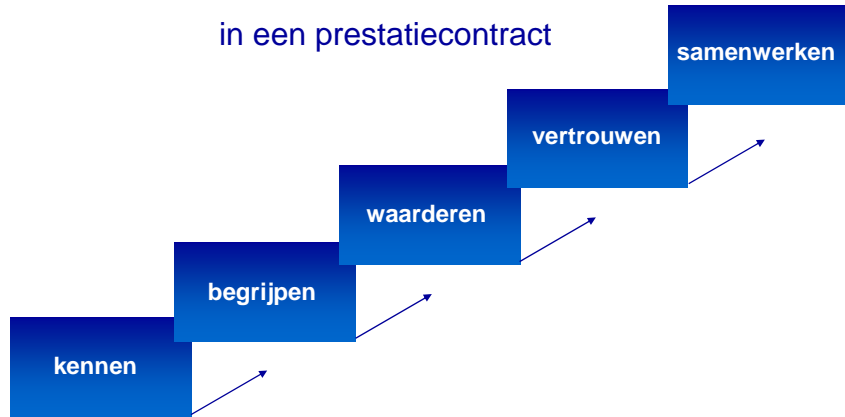 in een prestatiecontract
samenwerken
vertrouwen
waarderen
begrijpen
kennen